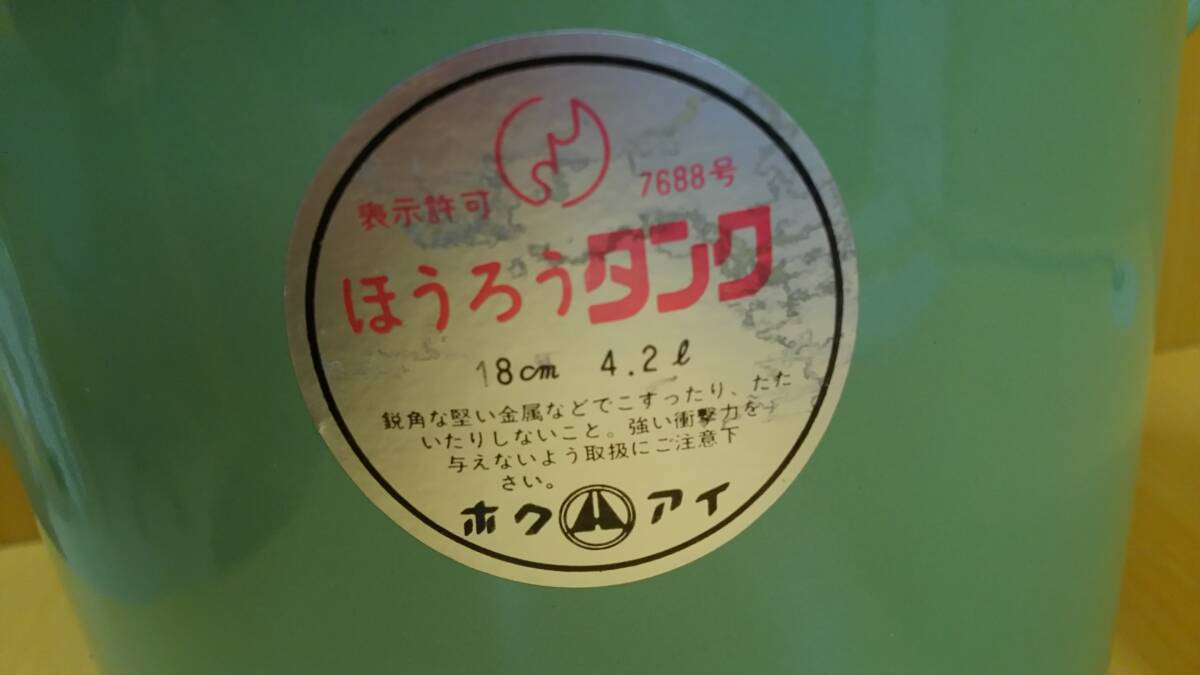 表示許可 7688号
ほうろうタンク
18cm 4.2ℓ
鋭角な堅い金属などでこすったり、たた
いたりしないこと。強い衝撃力を
与えないよう取扱にご注意下
さい。
ホクアイ